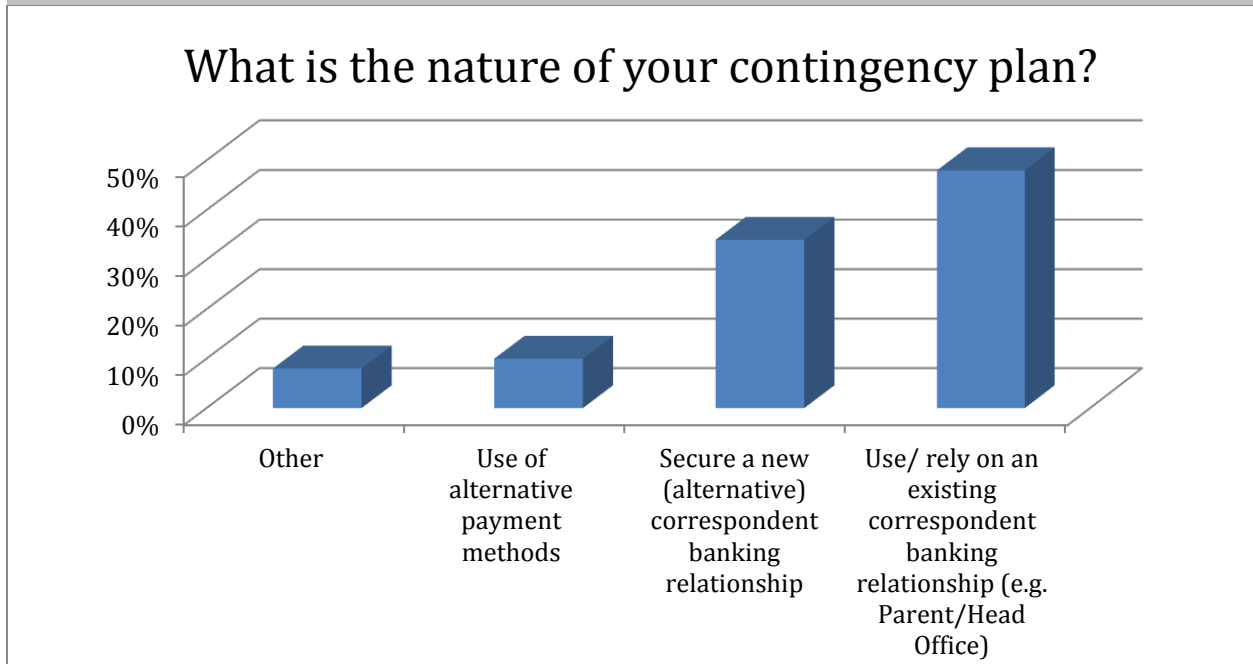 What is the nature of your contingency plan?
50%
40%
30%
20%
10%
0%
Other
Use of
alternative
payment
methods
Secure a new
(alternative)
correspondent
banking
relationship
Use/ rely on an
existing
correspondent
banking
relationship (e.g.
Parent/Head
Office)